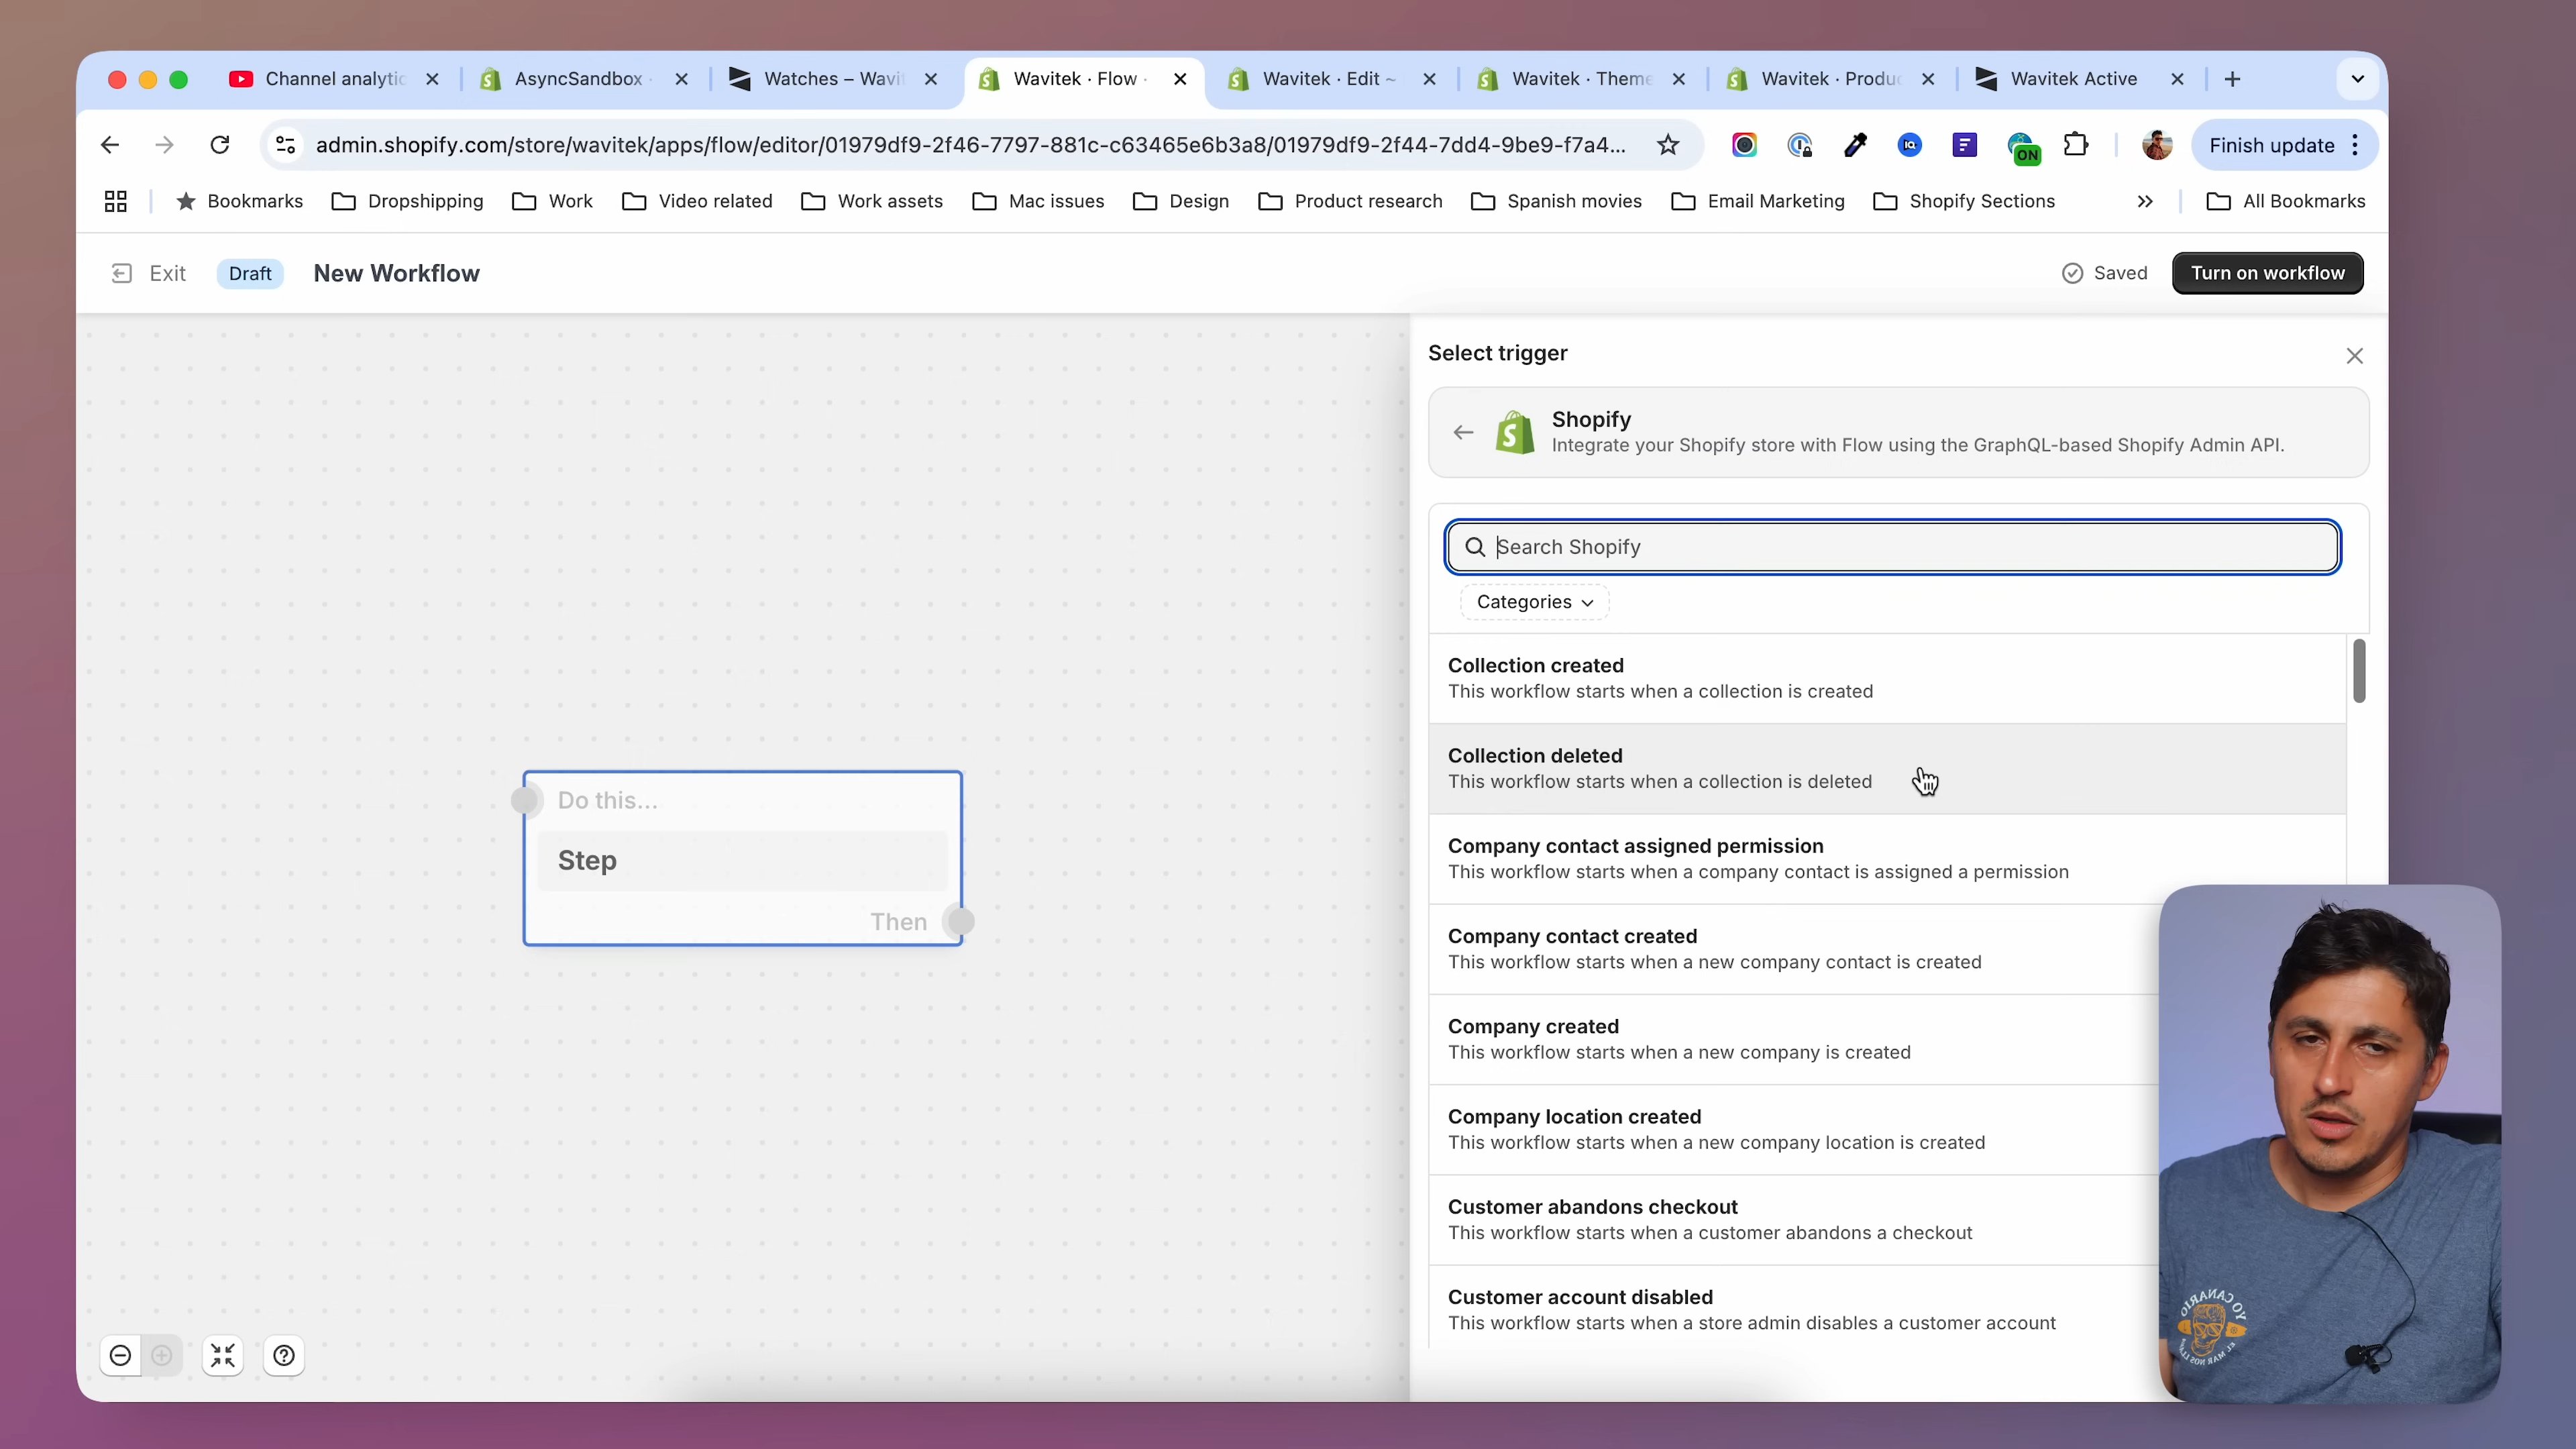 Channel analytic
AsyncSandbox
Watches – Wavi
Wavitek · Flow ·
Wavitek · Edit ~
Wavitek · Theme
Wavitek · Produc
Wavitek Active
admin.shopify.com/store/wavitek/apps/flow/editor/01979df9-2f46-7797-881c-c63465e6b3a8/01979df9-2f44-7dd4-9be9-f7a4...
IQ
ON
Finish update
Bookmarks
Dropshipping
Work
Video related
Work assets
Mac issues
Design
Product research
Spanish movies
Email Marketing
Shopify Sections
All Bookmarks
Exit
Draft
New Workflow
Saved
Turn on workflow
Select trigger
Shopify
Integrate your Shopify store with Flow using the GraphQL-based Shopify Admin API.
Search Shopify
Categories
Collection created
This workflow starts when a collection is created
Collection deleted
This workflow starts when a collection is deleted
Company contact assigned permission
This workflow starts when a company contact is assigned a permission
Company contact created
This workflow starts when a new company contact is created
Company created
This workflow starts when a new company is created
Company location created
This workflow starts when a new company location is created
Customer abandons checkout
This workflow starts when a customer abandons a checkout
Customer account disabled
This workflow starts when a store admin disables a customer account
Do this...
Step
Then
YO CANARIO